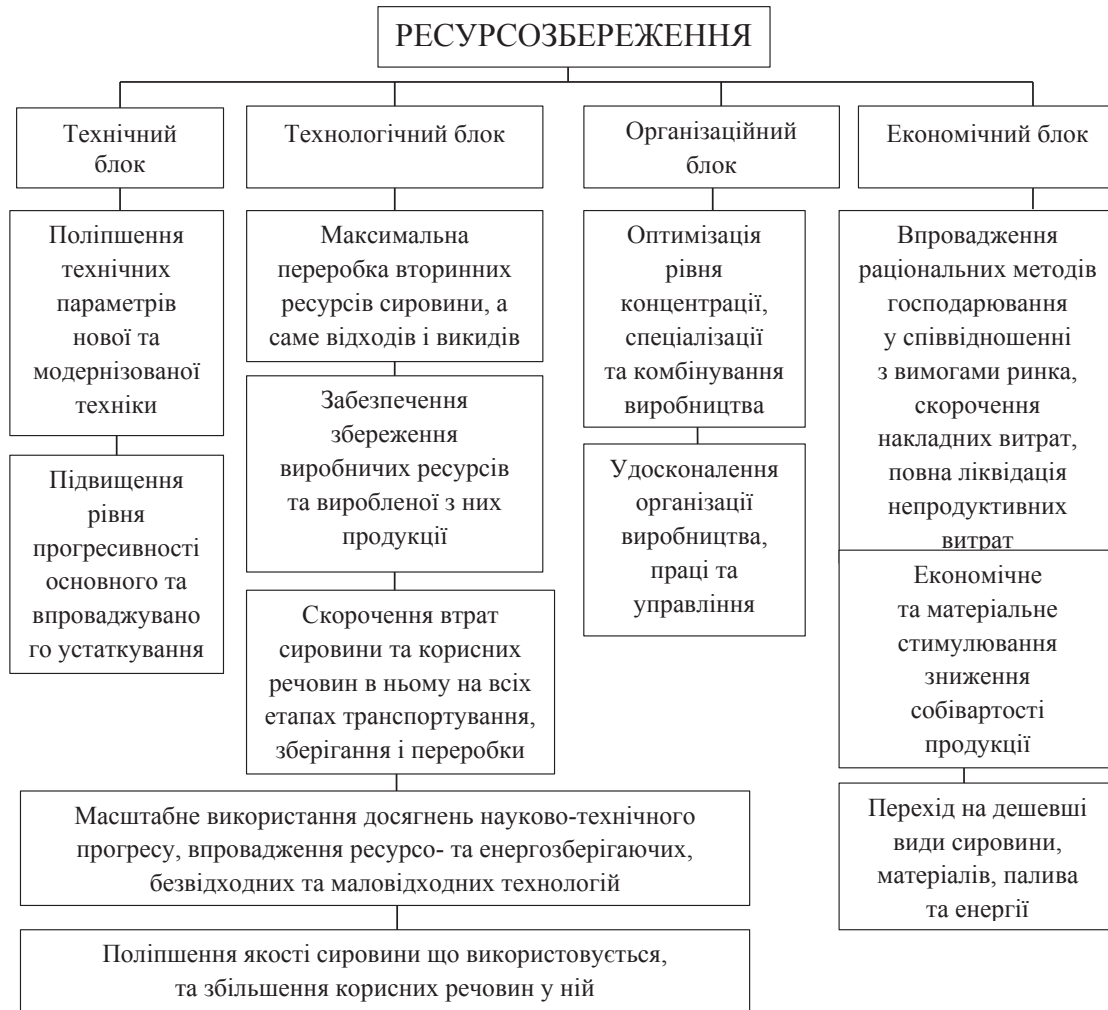 РЕСУРСОЗБЕРЕЖЕННЯ
Технічний
блок
Поліпшення
технічних
параметрів
нової та
модернізованої
техніки
Підвищення
рівня
прогресивності
основного та
впроваджувано
го устаткування
Технологічний блок
Максимальна
переробка вторинних
ресурсів сировини, а
саме відходів і викидів
Забезпечення
збереження
виробничих ресурсів
та виробленої з них
продукції
Скорочення втрат
сировини та корисних
речовин в ньому на всіх
етапах транспортування,
зберігання і переробки
Масштабне використання досягнень науково-технічного
прогресу, впровадження ресурсо- та енергозберігаючих,
безвідходних та маловідходних технологій
Поліпшення якості сировини що використовується,
та збільшення корисних речовин у ній
Організаційний
блок
Оптимізація
рівня
концентрації,
спеціалізації
та комбінування
виробництва
Удосконалення
організації
виробництва,
праці та
управління
Економічний блок
Впровадження
раціональних методів
господарювання
у співвідношенні
з вимогами ринка,
скорочення
накладних витрат,
повна ліквідація
непродуктивних
витрат
Економічне
та матеріальне
стимулювання
зниження
собівартості
продукції
Перехід на дешевші
види сировини,
матеріалів, палива
та енергії